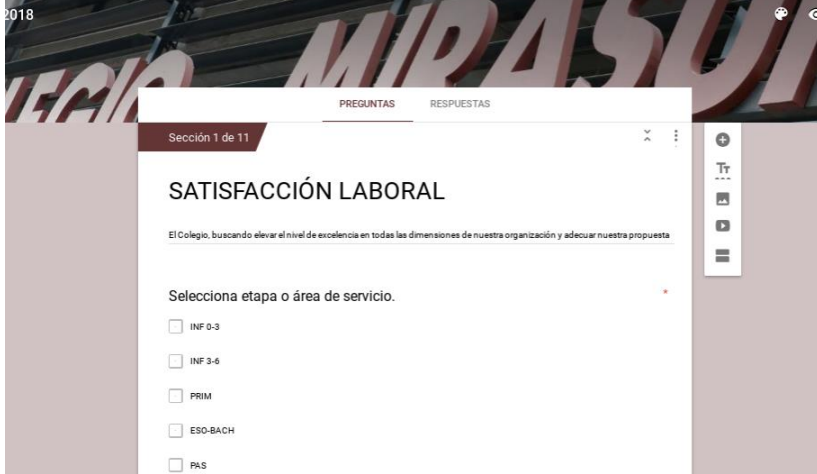 2018
COLEGIO MIRASUR
PREGUNTAS RESPUESTAS
Sección 1 de 11
SATISFACCIÓN LABORAL
El Colegio, buscando elevar el nivel de excelencia en todas las dimensiones de nuestra organización y adecuar nuestra propuesta
Selecciona etapa o área de servicio. *
INF 0-3
INF 3-6
PRIM
ESO-BACH
PAS